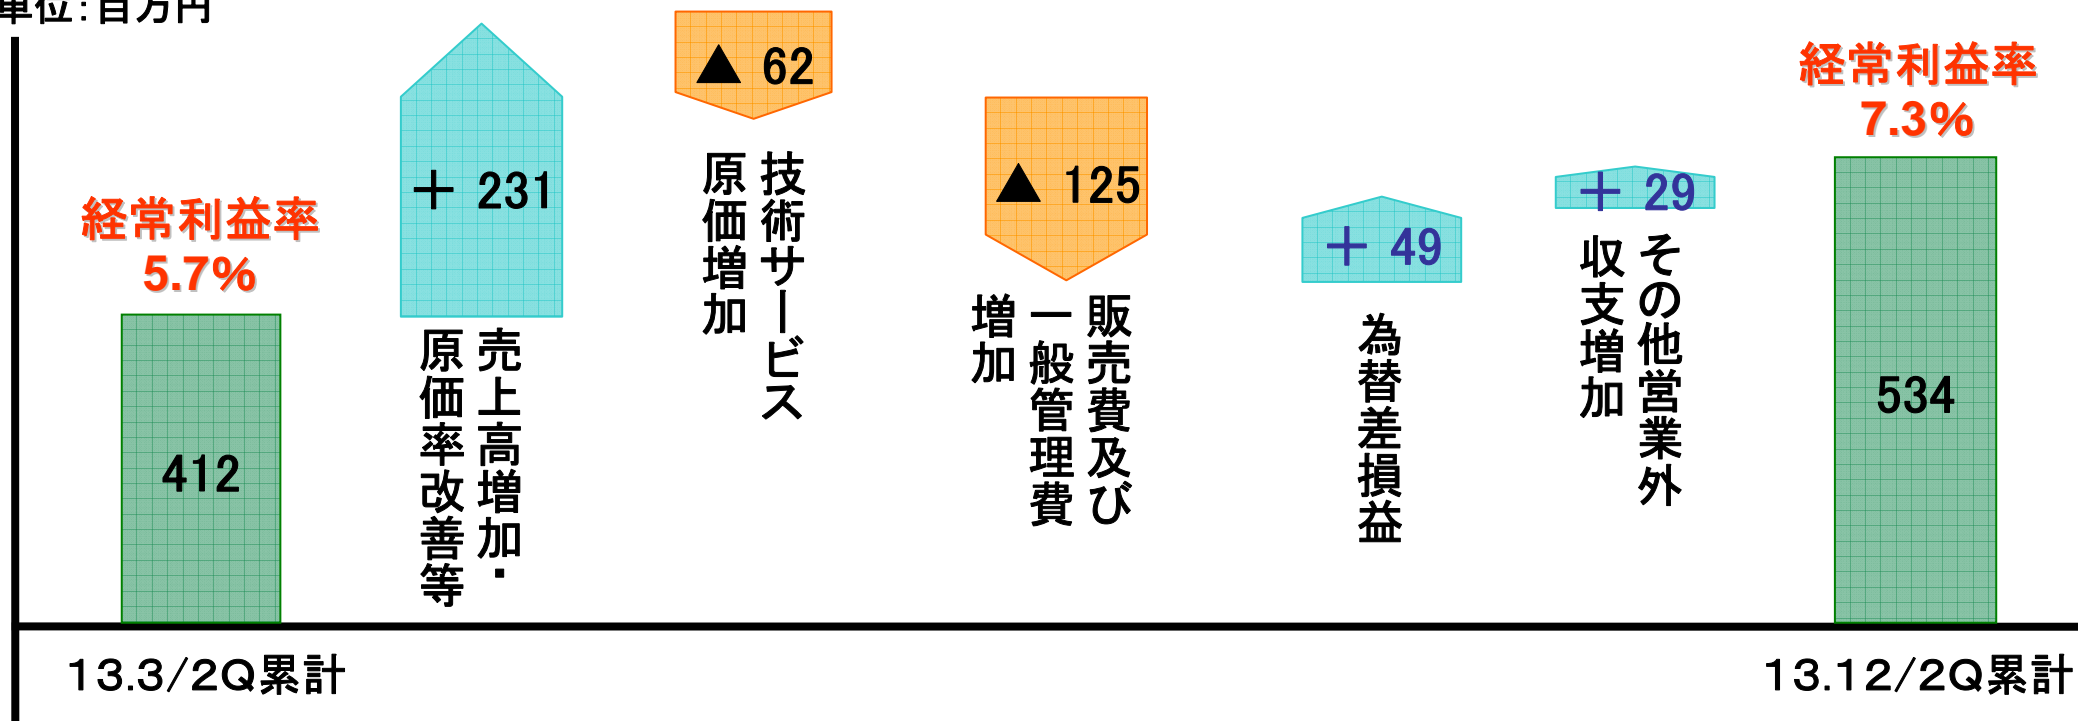 単位：百万円
経常利益率
5.7%
412
＋ 231
売上高増加・
原価率改善等
▲ 62
技術サービス
原価増加
▲ 125
販売費及び
一般管理費
増加
＋ 49
為替差損益
＋ 29
その他営業外
収支増加
経常利益率
7.3%
534
13.3/2Q累計
13.12/2Q累計